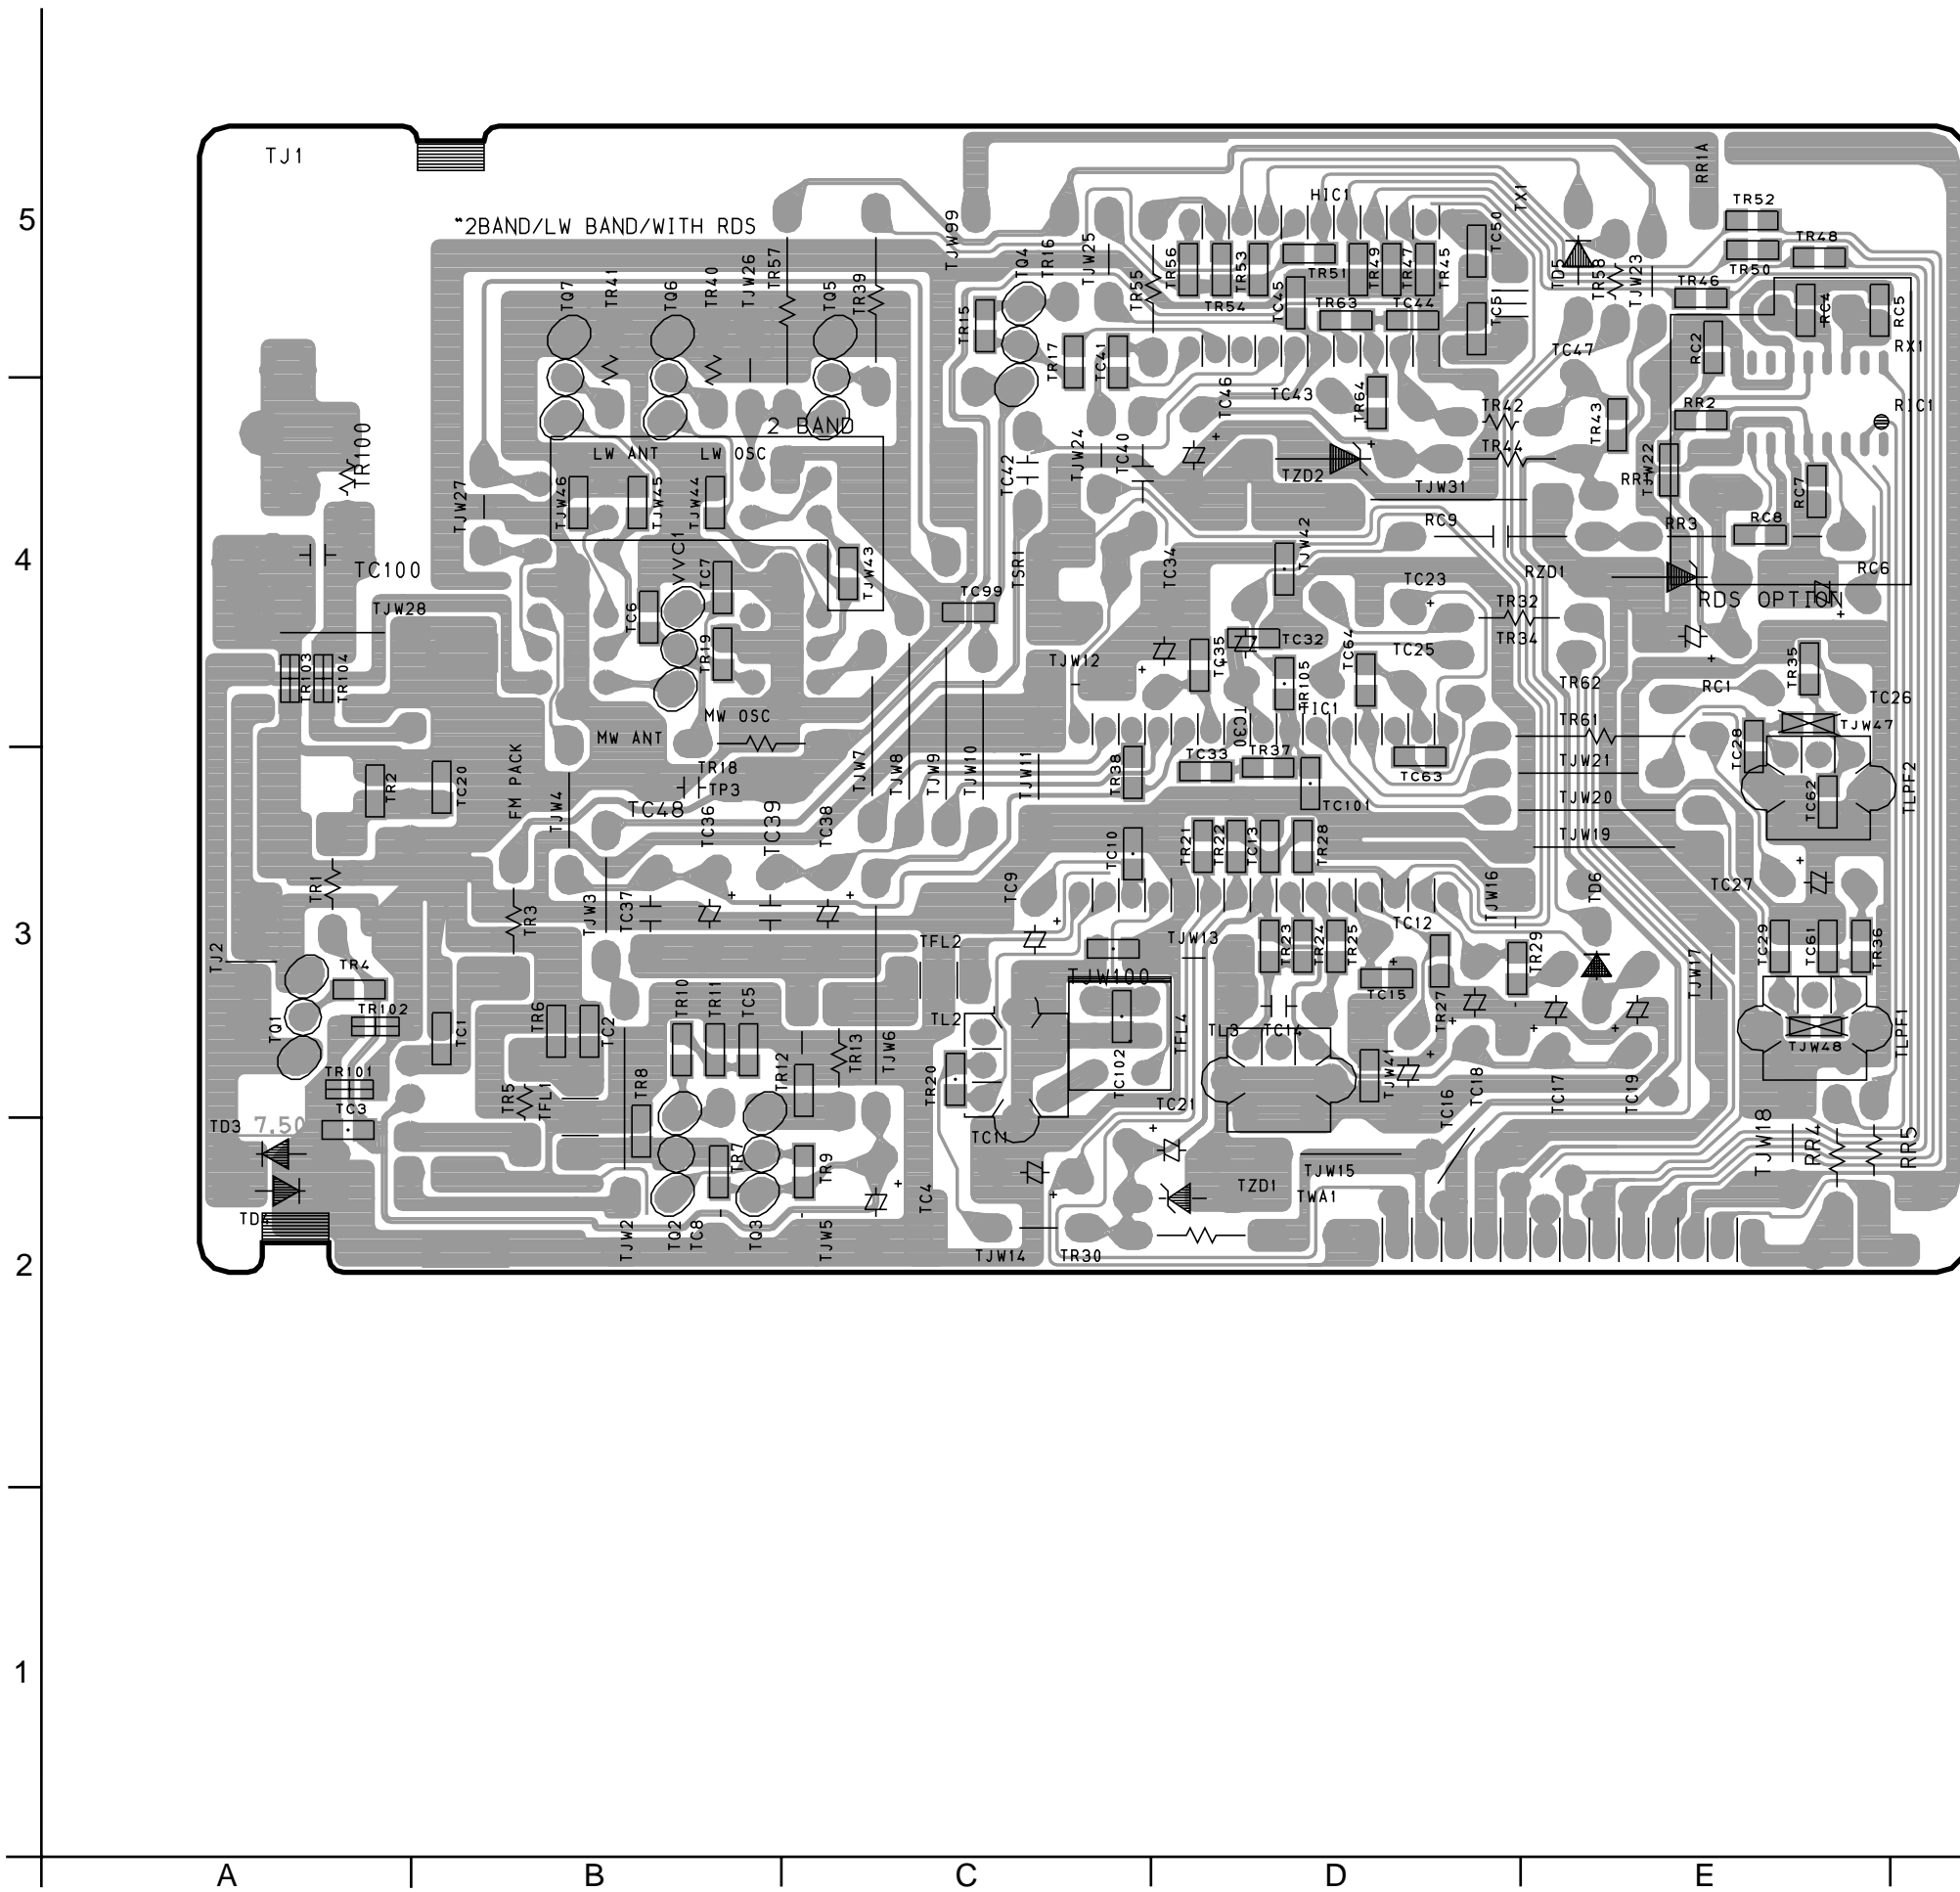 5
TJ1
RR1A
"2BAND/LW BAND/WITH RDS
TJW99
TQ4
TR16
TJW25
HIC1
TX1
TC50
TD5
TR58
TJW23
TR52
TR48
TR50
TR46
TQ7
TR41
TQ6
TR40
TJW26
TR57
TQ5
TR39
TR15
TR55
TR56
TR53
TR54
TR51
TC45
TR63
TR49
TR47
TR45
TC44
TC51
TC47
RC2
RC4
RC5
RX1
TR17
TC41
TC46
TC43
TR64
TR42
TR43
RR2
RIC1
2 BAND
TR100
LW ANT
LW OSC
TC42
TJW24
TC40
TZD2
TR44
TJW22
TJW27
TJW46
TJW45
TJW44
TJW31
RC7
RC9
RR3
RC8
4
TC100
VVC1
TC7
TJW43
TSR1
TC34
TJW42
TC23
RZD1
RC6
TJW28
TC6
TC99
TR32
RDS OPTION
TR19
TC32
TR34
TC35
TC64
TC25
TJW12
TR103
TR104
TR105
TR62
TR35
RC1
TC26
MW OSC
TC30
TIC1
TR61
TJW47
MW ANT
TC28
FM PACK
TR18
TJW7
TJW8
TJW9
TJW10
TJW11
TR38
TC33
TR37
TC63
TJW21
TLPF2
TR2
TC20
TP3
TJW4
TC48
TC36
TC39
TC38
TC101
TJW20
TC62
TC10
TR21
TR22
TC13
TR28
TJW19
TR1
TC9
TJW16
TD6
TC27
3
TR3
TJW3
TC37
TFL2
TJW13
TR23
TR24
TR25
TC12
TR29
TJW17
TC29
TC61
TR36
TJ2
TR4
TJW100
TC15
TR27
TQ1
TR102
TC1
TR6
TC2
TR10
TR11
TC5
TL2
TFL4
TL3
TC14
TLPF1
TJW48
TR12
TR13
TJW6
TR20
TC102
TJW41
TR101
TR5
TFL1
TR8
TC21
TC16
TC18
TC17
TC19
TC3
TD3
7.50
TC11
TJW18
RR4
RR5
TR7
TR9
TJW15
TC4
TZD1
TWA1
TD4
TJW2
TQ2
TC8
TQ3
TJW5
TJW14
TR30
2
1
A
B
C
D
E